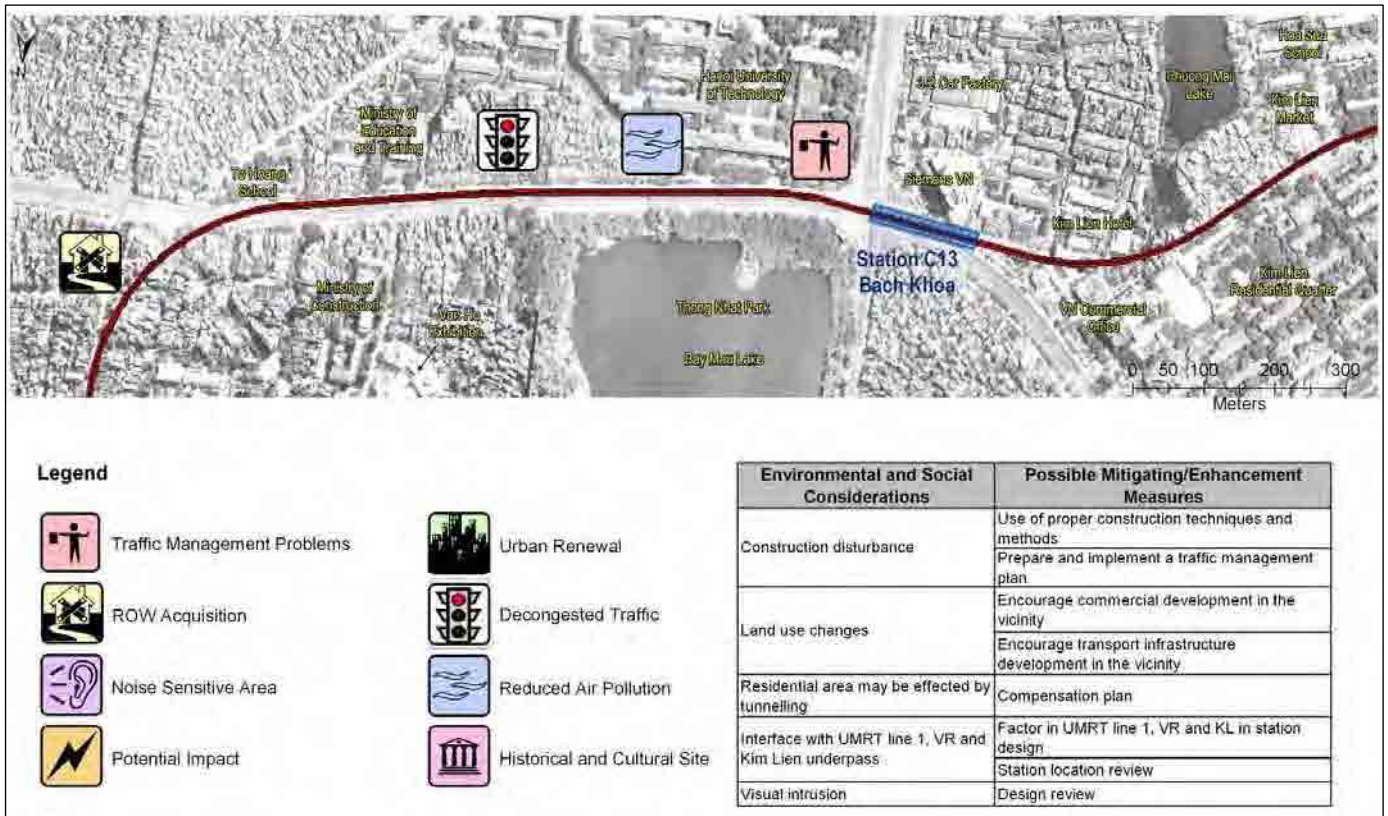 Hoa Sua
School
Hanoi University
of Technology
3-2 Car Factory
Phuong Mai
Lake
Kim Lien
Market
Ministry of
Education
and Training
To Hoang
School
Siemens VN
Kim Lien Hotel
Station C13
Bach Khoa
Kim Lien
Residential Quarter
Ministry of
Construction
Van Ho
Exhibition
Thong Nhat Park
VN Commercial
Office
Bay Mau Lake
0 50 100 200 300
Meters
Legend
Traffic Management Problems
ROW Acquisition
Noise Sensitive Area
Potential Impact
Urban Renewal
Decongested Traffic
Reduced Air Pollution
Historical and Cultural Site
Environmental and Social
Considerations
Possible Mitigating/Enhancement
Measures
Construction disturbance
Use of proper construction techniques and
methods
Prepare and implement a traffic management
plan
Land use changes
Encourage commercial development in the
vicinity
Encourage transport infrastructure
development in the vicinity
Residential area may be effected by
tunnelling
Compensation plan
Interface with UMRT line 1, VR and
Kim Lien underpass
Factor in UMRT line 1, VR and KL in station
design
Station location review
Visual intrusion
Design review